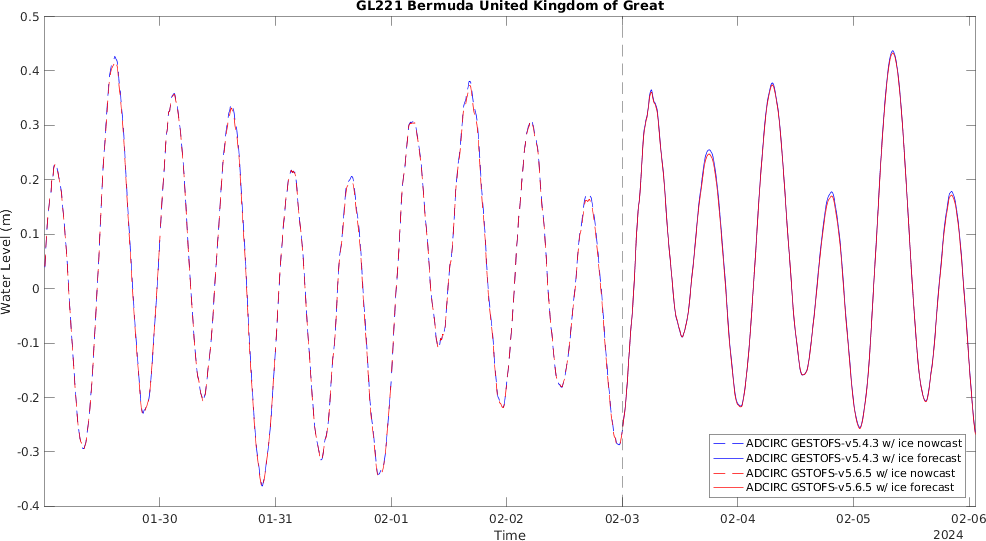 GL221 Bermuda United Kingdom of Great
0.5
0.4
0.3
0.2
0.1
0
-0.1
-0.2
-0.3
-0.4
Water Level (m)
01-30 01-31 02-01 02-02 02-03 02-04 02-05 02-06
Time
2024
ADCIRC GESTOFS-v5.4.3 w/ ice nowcast
ADCIRC GESTOFS-v5.4.3 w/ ice forecast
ADCIRC GSTOFS-v5.6.5 w/ ice nowcast
ADCIRC GSTOFS-v5.6.5 w/ ice forecast